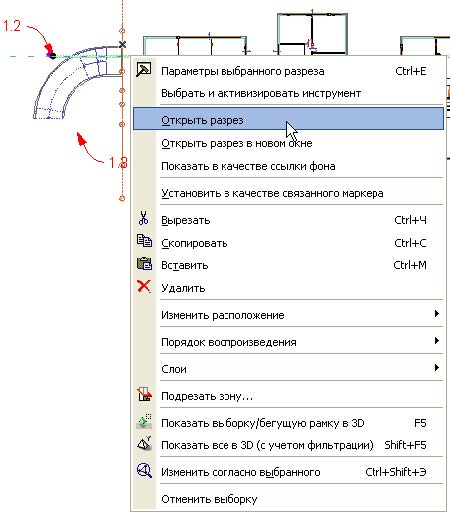 1.2
1.3
Параметры выбранного разреза Ctrl+E
Выбрать и активизировать инструмент
Открыть разрез
Открыть разрез в новом окне
Показать в качестве ссылки фона
Установить в качестве связанного маркера
Вырезать Ctrl+Ч
Скопировать Ctrl+C
Вставить Ctrl+M
Удалить
Изменить расположение
Порядок воспроизведения
Слои
Подрезать зону...
Показать выборку/бегущую рамку в 3D F5
Показать все в 3D (с учетом фильтрации) Shift+F5
Изменить согласно выбранного Ctrl+Shift+Э
Отменить выборку